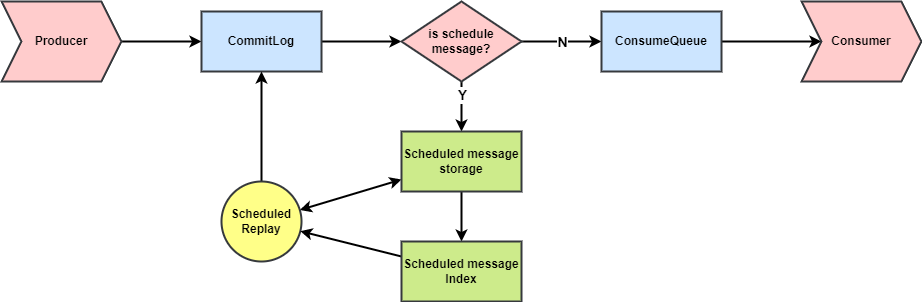 Producer
CommitLog
is schedule
message?
N
ConsumeQueue
Consumer
Y
Scheduled message
storage
Scheduled
Replay
Scheduled message
Index